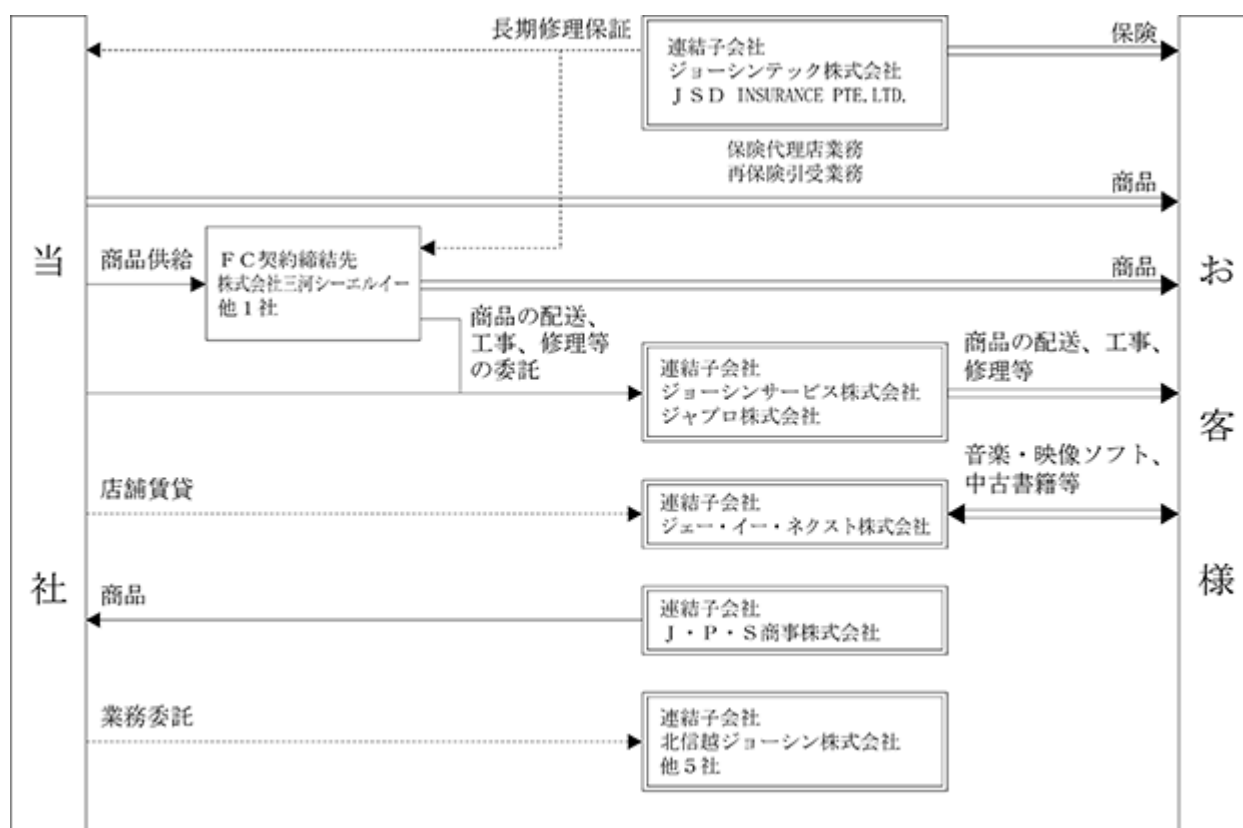 長期修理保証
連結子会社
ジョーシンテック株式会社
ＪＳＤ INSURANCE PTE.LTD.
保険
保険代理店業務
再保険引受業務
商品
当社
商品供給
ＦＣ契約締結先
株式会社三河シーエルイー
他１社
商品
お客様
商品の配送、
工事、修理等
の委託
連結子会社
ジョーシンサービス株式会社
ジャプロ株式会社
商品の配送、工事、
修理等
店舗賃貸
連結子会社
ジェー・イー・ネクスト株式会社
音楽・映像ソフト、
中古書籍等
商品
連結子会社
Ｊ・Ｐ・Ｓ商事株式会社
業務委託
連結子会社
北信越ジョーシン株式会社
他５社